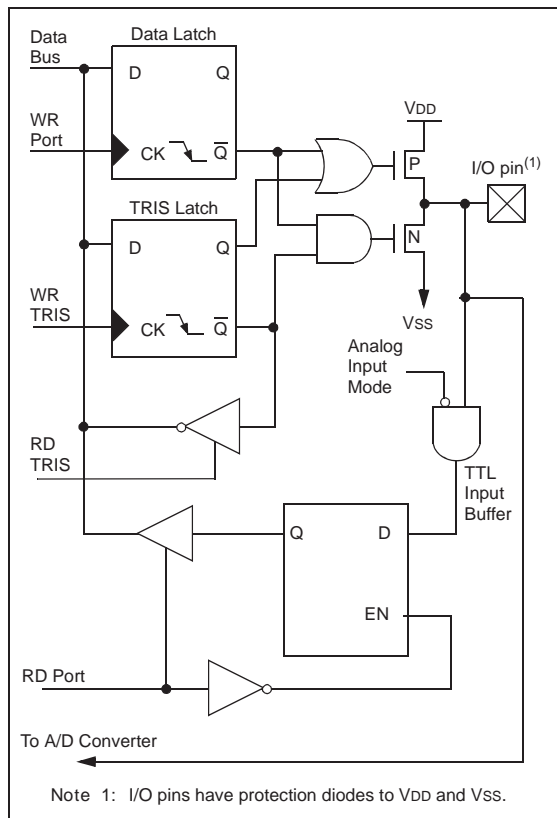 Data Bus
Data Latch
D
Q
WR Port
CK
Q̅
VDD
P
I/O pin(1)
TRIS Latch
D
Q
N
WR TRIS
CK
Q̅
VSS
Analog Input Mode
RD TRIS
TTL Input Buffer
Q
D
EN
RD Port
To A/D Converter
Note 1: I/O pins have protection diodes to VDD and VSS.